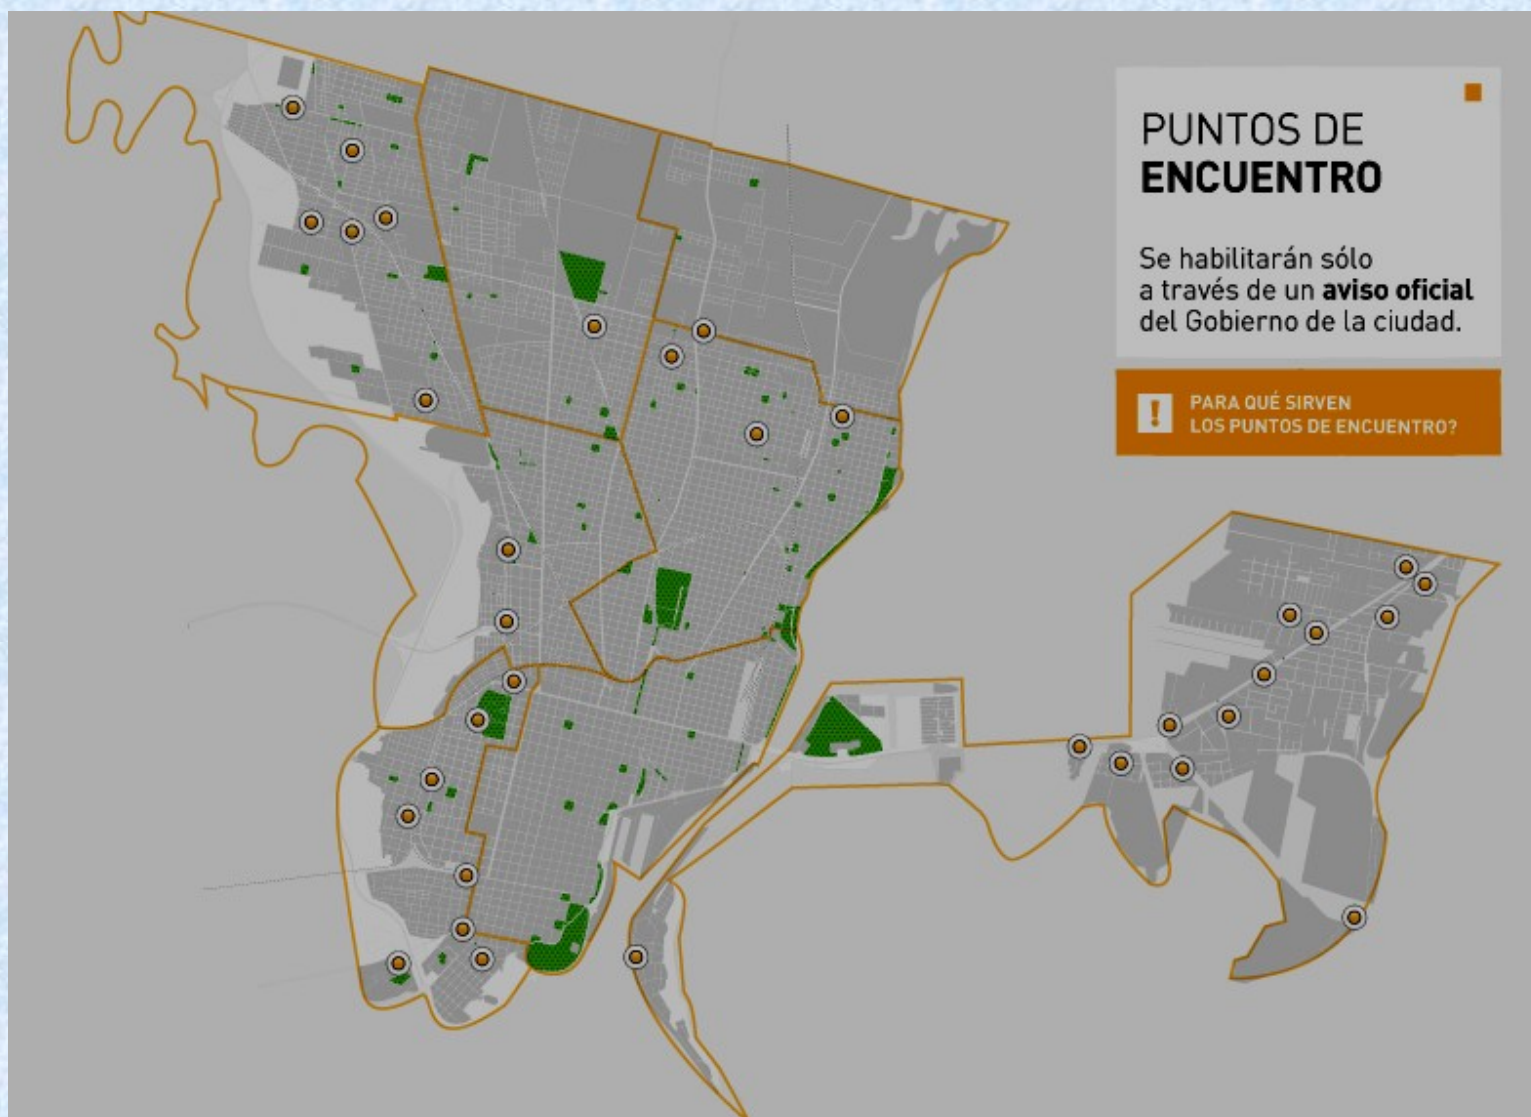 PUNTOS DE
ENCUENTRO
Se habilitarán sólo
a través de un aviso oficial
del Gobierno de la ciudad.
! PARA QUÉ SIRVEN
LOS PUNTOS DE ENCUENTRO?